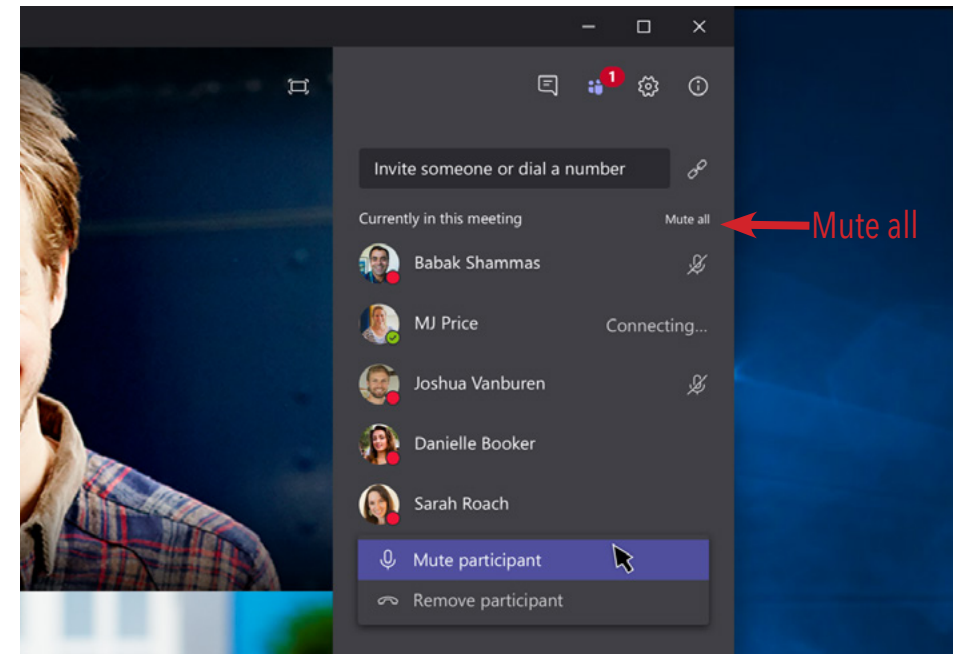 1
Invite someone or dial a number
Currently in this meeting Mute all
Mute all
Babak Shammas
MJ Price Connecting...
Joshua Vanburen
Danielle Booker
Sarah Roach
Mute participant
Remove participant